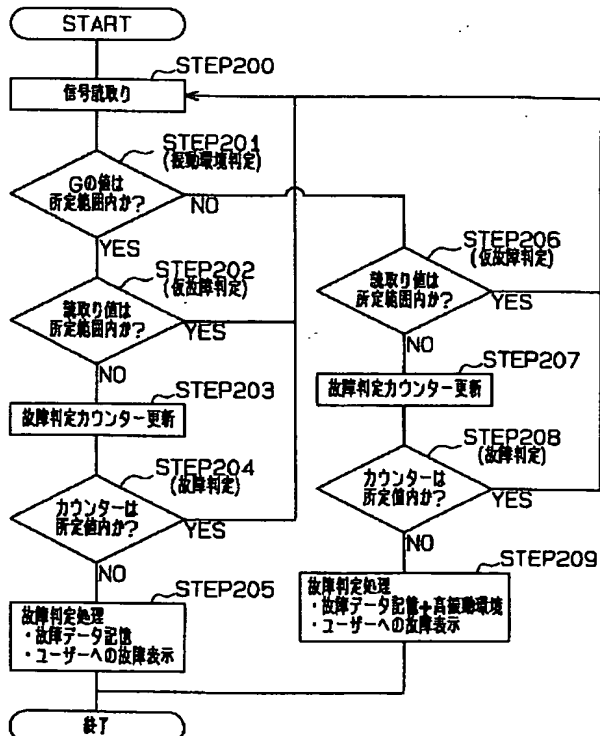 START
STEP200
信号読取り
STEP201
(振動環境判定)
Gの値は
所定範囲内か?
NO
YES
STEP202
(仮故障判定)
読取り値は
所定範囲内か?
YES
NO
STEP203
故障判定カウンター更新
STEP204
(故障判定)
カウンターは
所定値内か?
YES
NO
STEP205
故障判定処理
・故障データ記憶
・ユーザーへの故障表示
STEP206
(仮故障判定)
読取り値は
所定範囲内か?
YES
NO
STEP207
故障判定カウンター更新
STEP208
(故障判定)
カウンターは
所定値内か?
YES
NO
STEP209
故障判定処理
・故障データ記憶+高振動環境
・ユーザーへの故障表示
終了